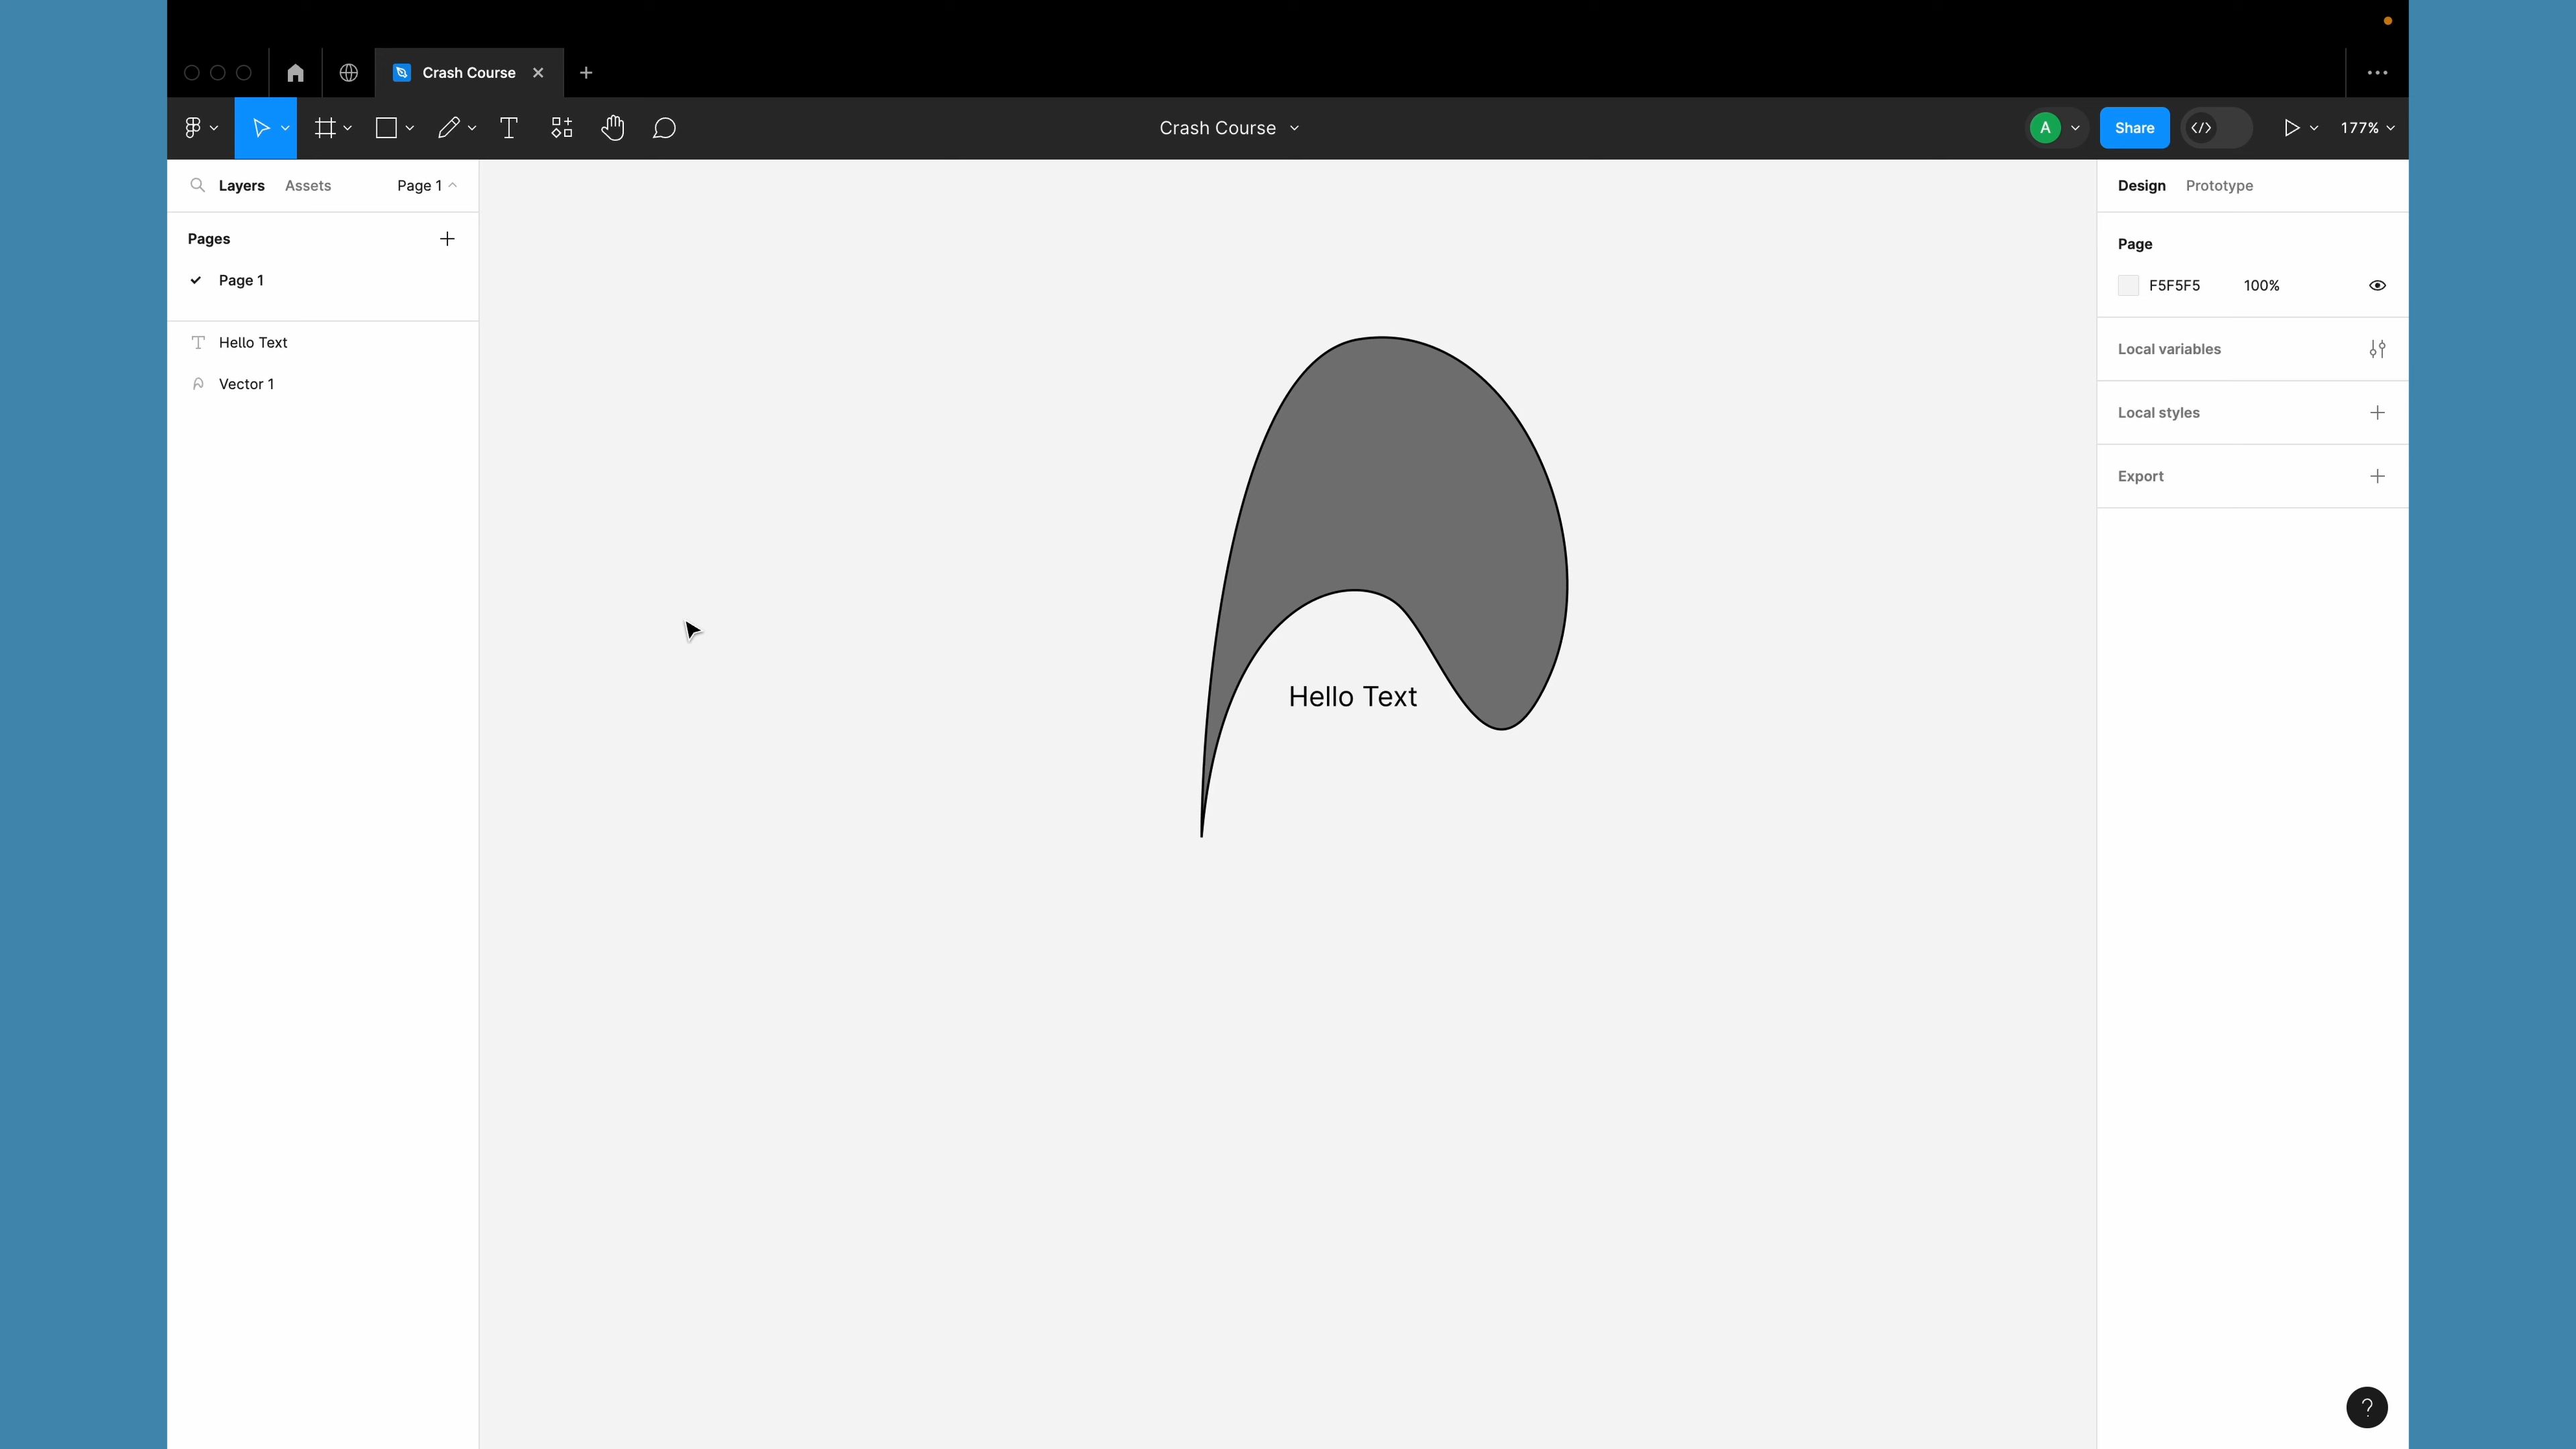 Crash Course
Crash Course
A
Share
177%
Layers
Assets
Page 1
Design
Prototype
Pages
Page 1
Page
F5F5F5
100%
Hello Text
Vector 1
Local variables
Local styles
Export
Hello Text
?